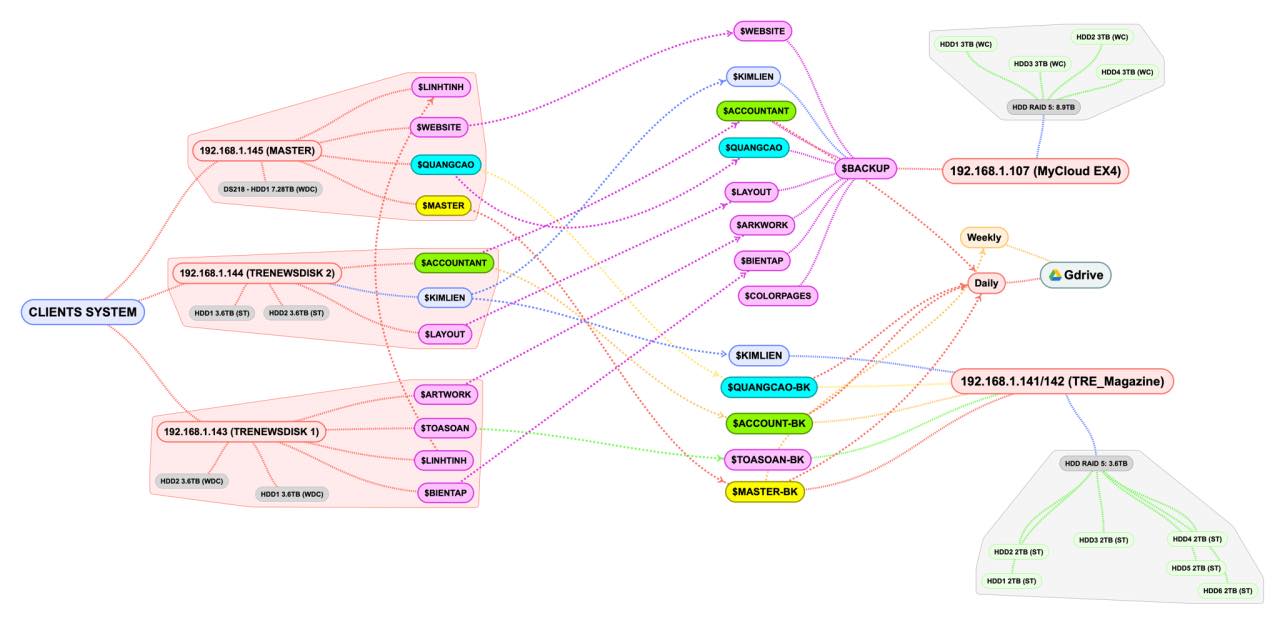 CLIENTS SYSTEM
192.168.1.145 (MASTER)
DS218 - HDD1 7.28TB (WDC)
$LINHTINH
$WEBSITE
$QUANGCAO
$MASTER
192.168.1.144 (TRENEWSDISK 2)
HDD1 3.6TB (ST)
HDD2 3.6TB (ST)
$ACCOUNTANT
$KIMLIEN
$LAYOUT
192.168.1.143 (TRENEWSDISK 1)
HDD2 3.6TB (WDC)
HDD1 3.6TB (WDC)
$ARTWORK
$TOASOAN
$LINHTINH
$BIENTAP
$WEBSITE
$KIMLIEN
$ACCOUNTANT
$QUANGCAO
$LAYOUT
$ARKWORK
$BIENTAP
$COLORPAGES
$BACKUP
$KIMLIEN
$QUANGCAO-BK
$ACCOUNT-BK
$TOASOAN-BK
$MASTER-BK
HDD1 3TB (WC)
HDD2 3TB (WC)
HDD3 3TB (WC)
HDD4 3TB (WC)
HDD RAID 5: 8.9TB
192.168.1.107 (MyCloud EX4)
Weekly
Daily
Gdrive
192.168.1.141/142 (TRE_Magazine)
HDD RAID 5: 3.6TB
HDD2 2TB (ST)
HDD1 2TB (ST)
HDD3 2TB (ST)
HDD4 2TB (ST)
HDD5 2TB (ST)
HDD6 2TB (ST)